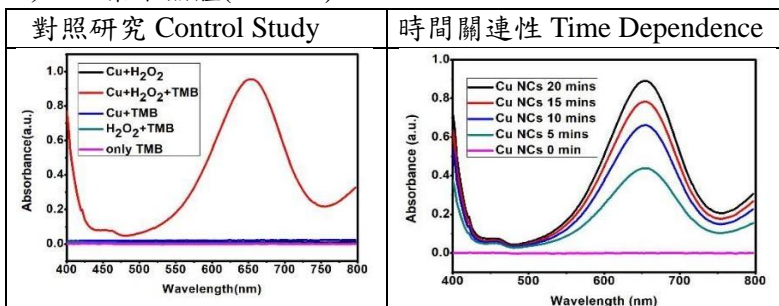 對照研究 Control Study
時間關連性 Time Dependence
Absorbance(a.u.)
1.0
0.8
0.6
0.4
0.2
0.0
Cu+H₂O₂
Cu+H₂O₂+TMB
Cu+TMB
H₂O₂+TMB
only TMB
400 450 500 550 600 650 700 750 800
Wavelength(nm)
Absorbance (a.u.)
1.0
0.8
0.6
0.4
0.2
0.0
Cu NCs 20 mins
Cu NCs 15 mins
Cu NCs 10 mins
Cu NCs 5 mins
Cu NCs 0 min
400 500 600 700 800
Wavelength (nm)